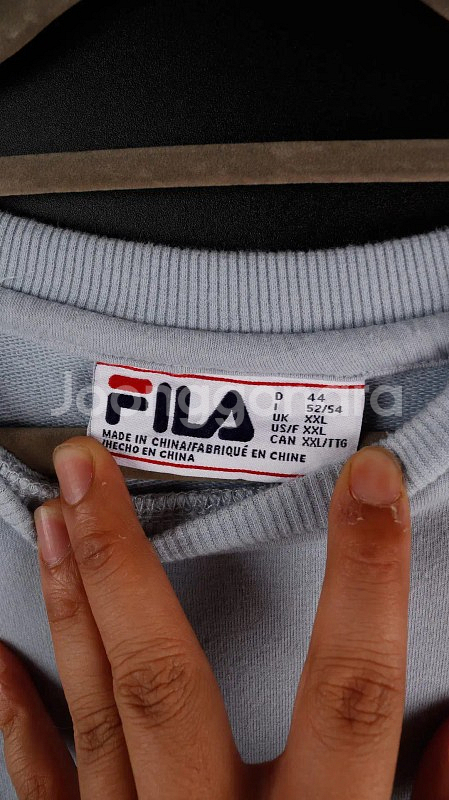 FILA
D 44
I 52/54
UK XXL
US/F XXL
CAN XXL/TTG
MADE IN CHINA/FABRIQUÉ EN CHINE
/HECHO EN CHINA
Joonggonara